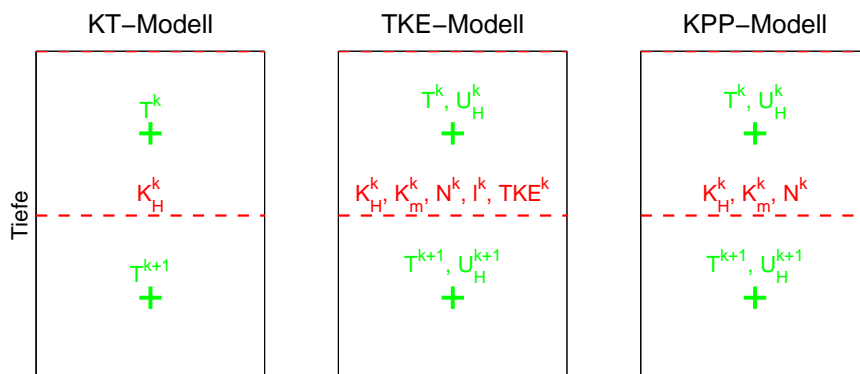 KT−Modell
TKE−Modell
KPP−Modell
Tiefe
T^k
T^k, U_H^k
T^k, U_H^k
K_H^k
K_H^k, K_m^k, N^k, l^k, TKE^k
K_H^k, K_m^k, N^k
T^{k+1}
T^{k+1}, U_H^{k+1}
T^{k+1}, U_H^{k+1}